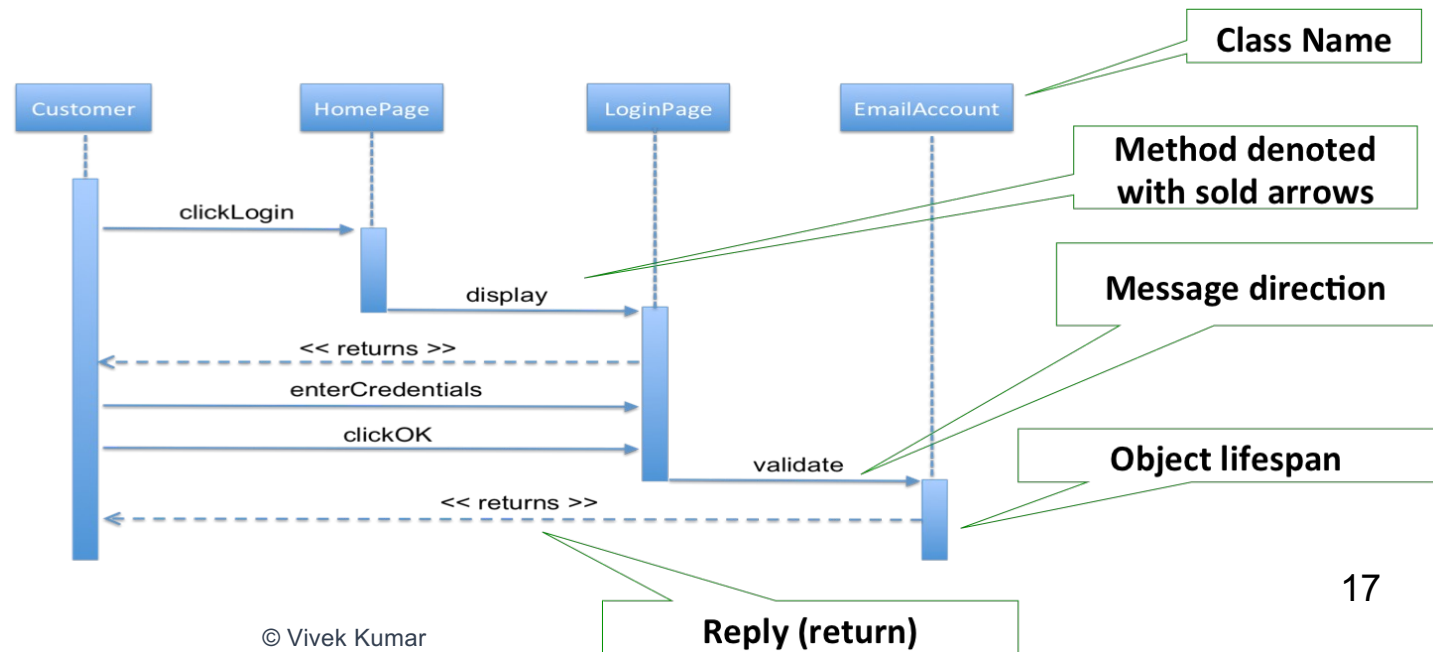 Class Name
Customer
HomePage
LoginPage
EmailAccount
Method denoted
with sold arrows
clickLogin
display
Message direction
<< returns >>
enterCredentials
clickOK
validate
Object lifespan
<< returns >>
17
© Vivek Kumar
Reply (return)